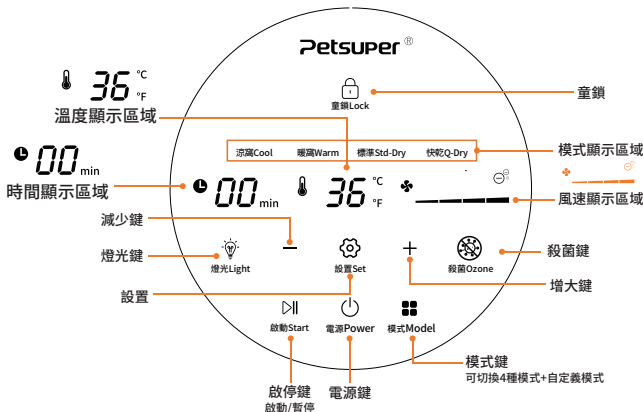 Petsuper ®
36 °C °F
溫度顯示區域
童鎖Lock
童鎖
涼窩Cool 暖窩Warm 標準Std-Dry 快乾Q-Dry
模式顯示區域
00 min
時間顯示區域
00 min 36 °C °F
風速顯示區域
減少鍵
燈光鍵
燈光Light
設置Set
殺菌Ozone
殺菌鍵
設置
增大鍵
啟動Start
電源Power
模式Model
啟停鍵
啟動/暫停
電源鍵
模式鍵
可切換4種模式+自定義模式